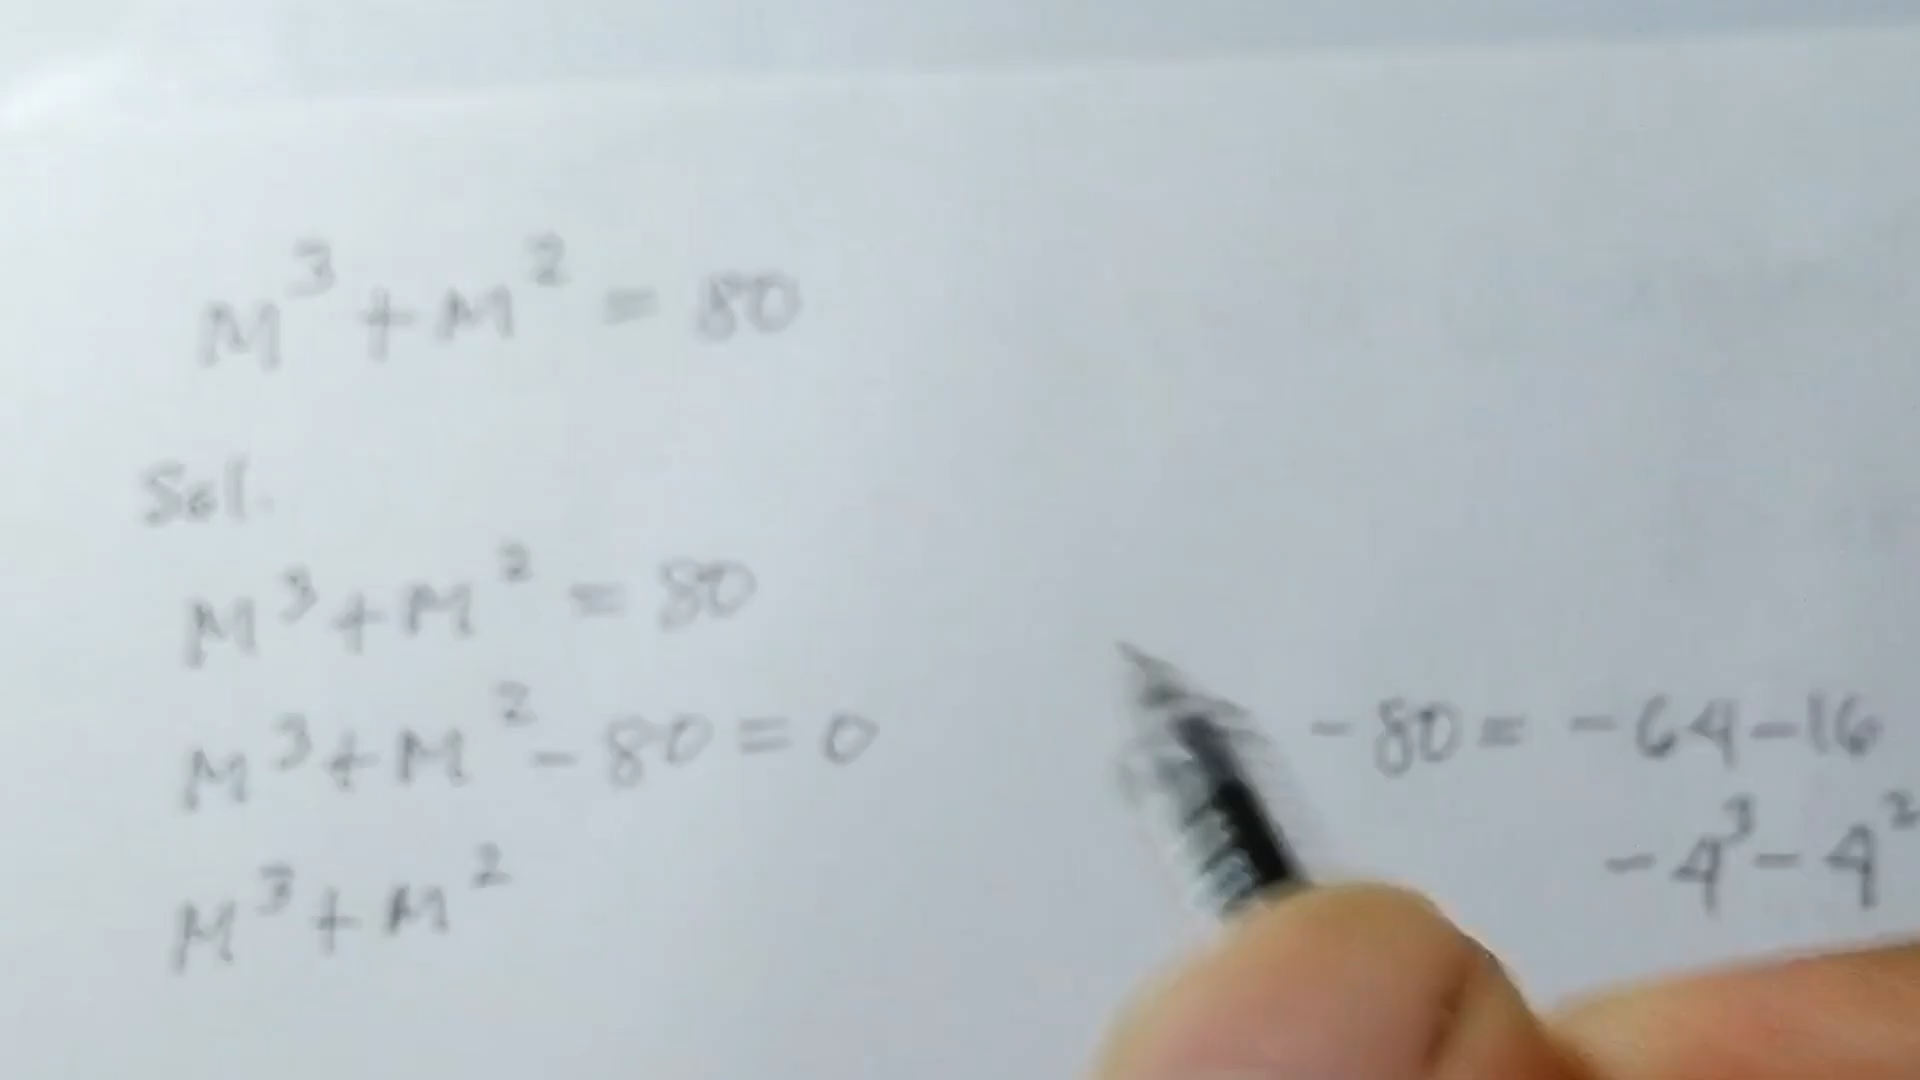 M³+M² = 80
Sol.
M³+M² = 80
M³+M²-80=0
-80 = -64-16
-4³-4²
M³+M²